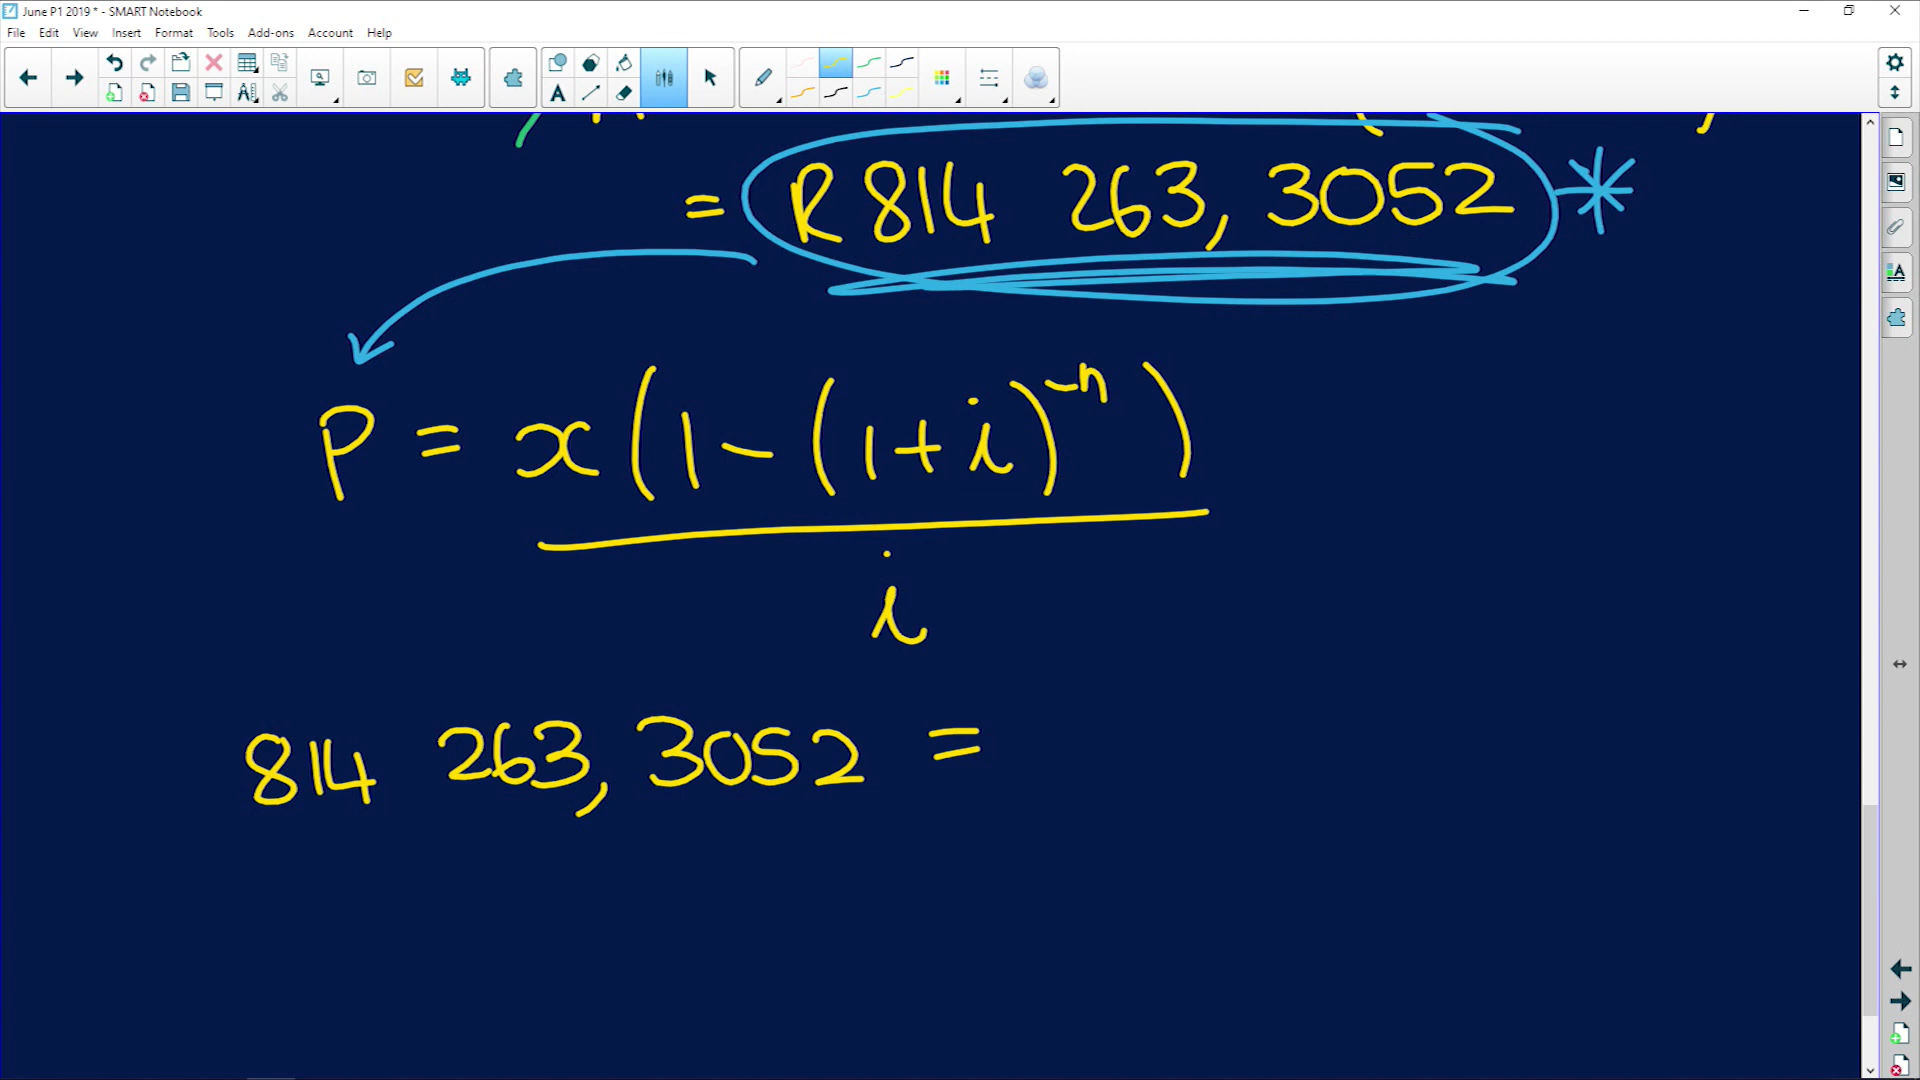 June P1 2019 * - SMART Notebook
File Edit View Insert Format Tools Add-ons Account Help
= R 814 263, 3052 *
P = x(1-(1+i)^-n)
i
814 263, 3052 =